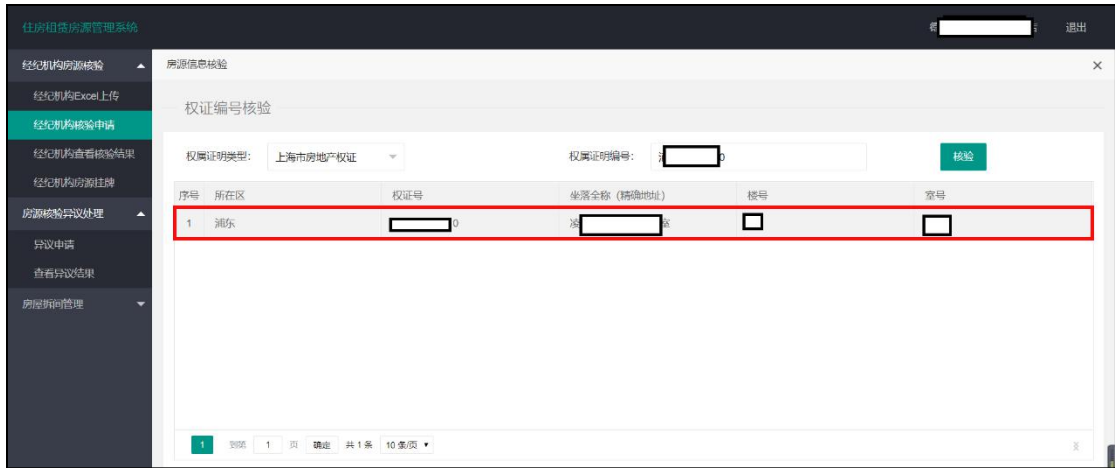 住房租赁房源管理系统
退出
经纪机构房源核验
经纪机构Excel上传
经纪机构核验申请
经纪机构查看核验结果
经纪机构房源挂牌
房源核验异议处理
异议申请
查看异议结果
房屋拆间管理
房源信息核验
权证编号核验
权属证明类型： 上海市房地产权证 权属证明编号： 0 核验
序号 所在区 权证号 坐落全称（精确地址） 楼号 室号
1 浦东 0 凌 室
1 到第 1 页 确定 共 1 条 10 条/页